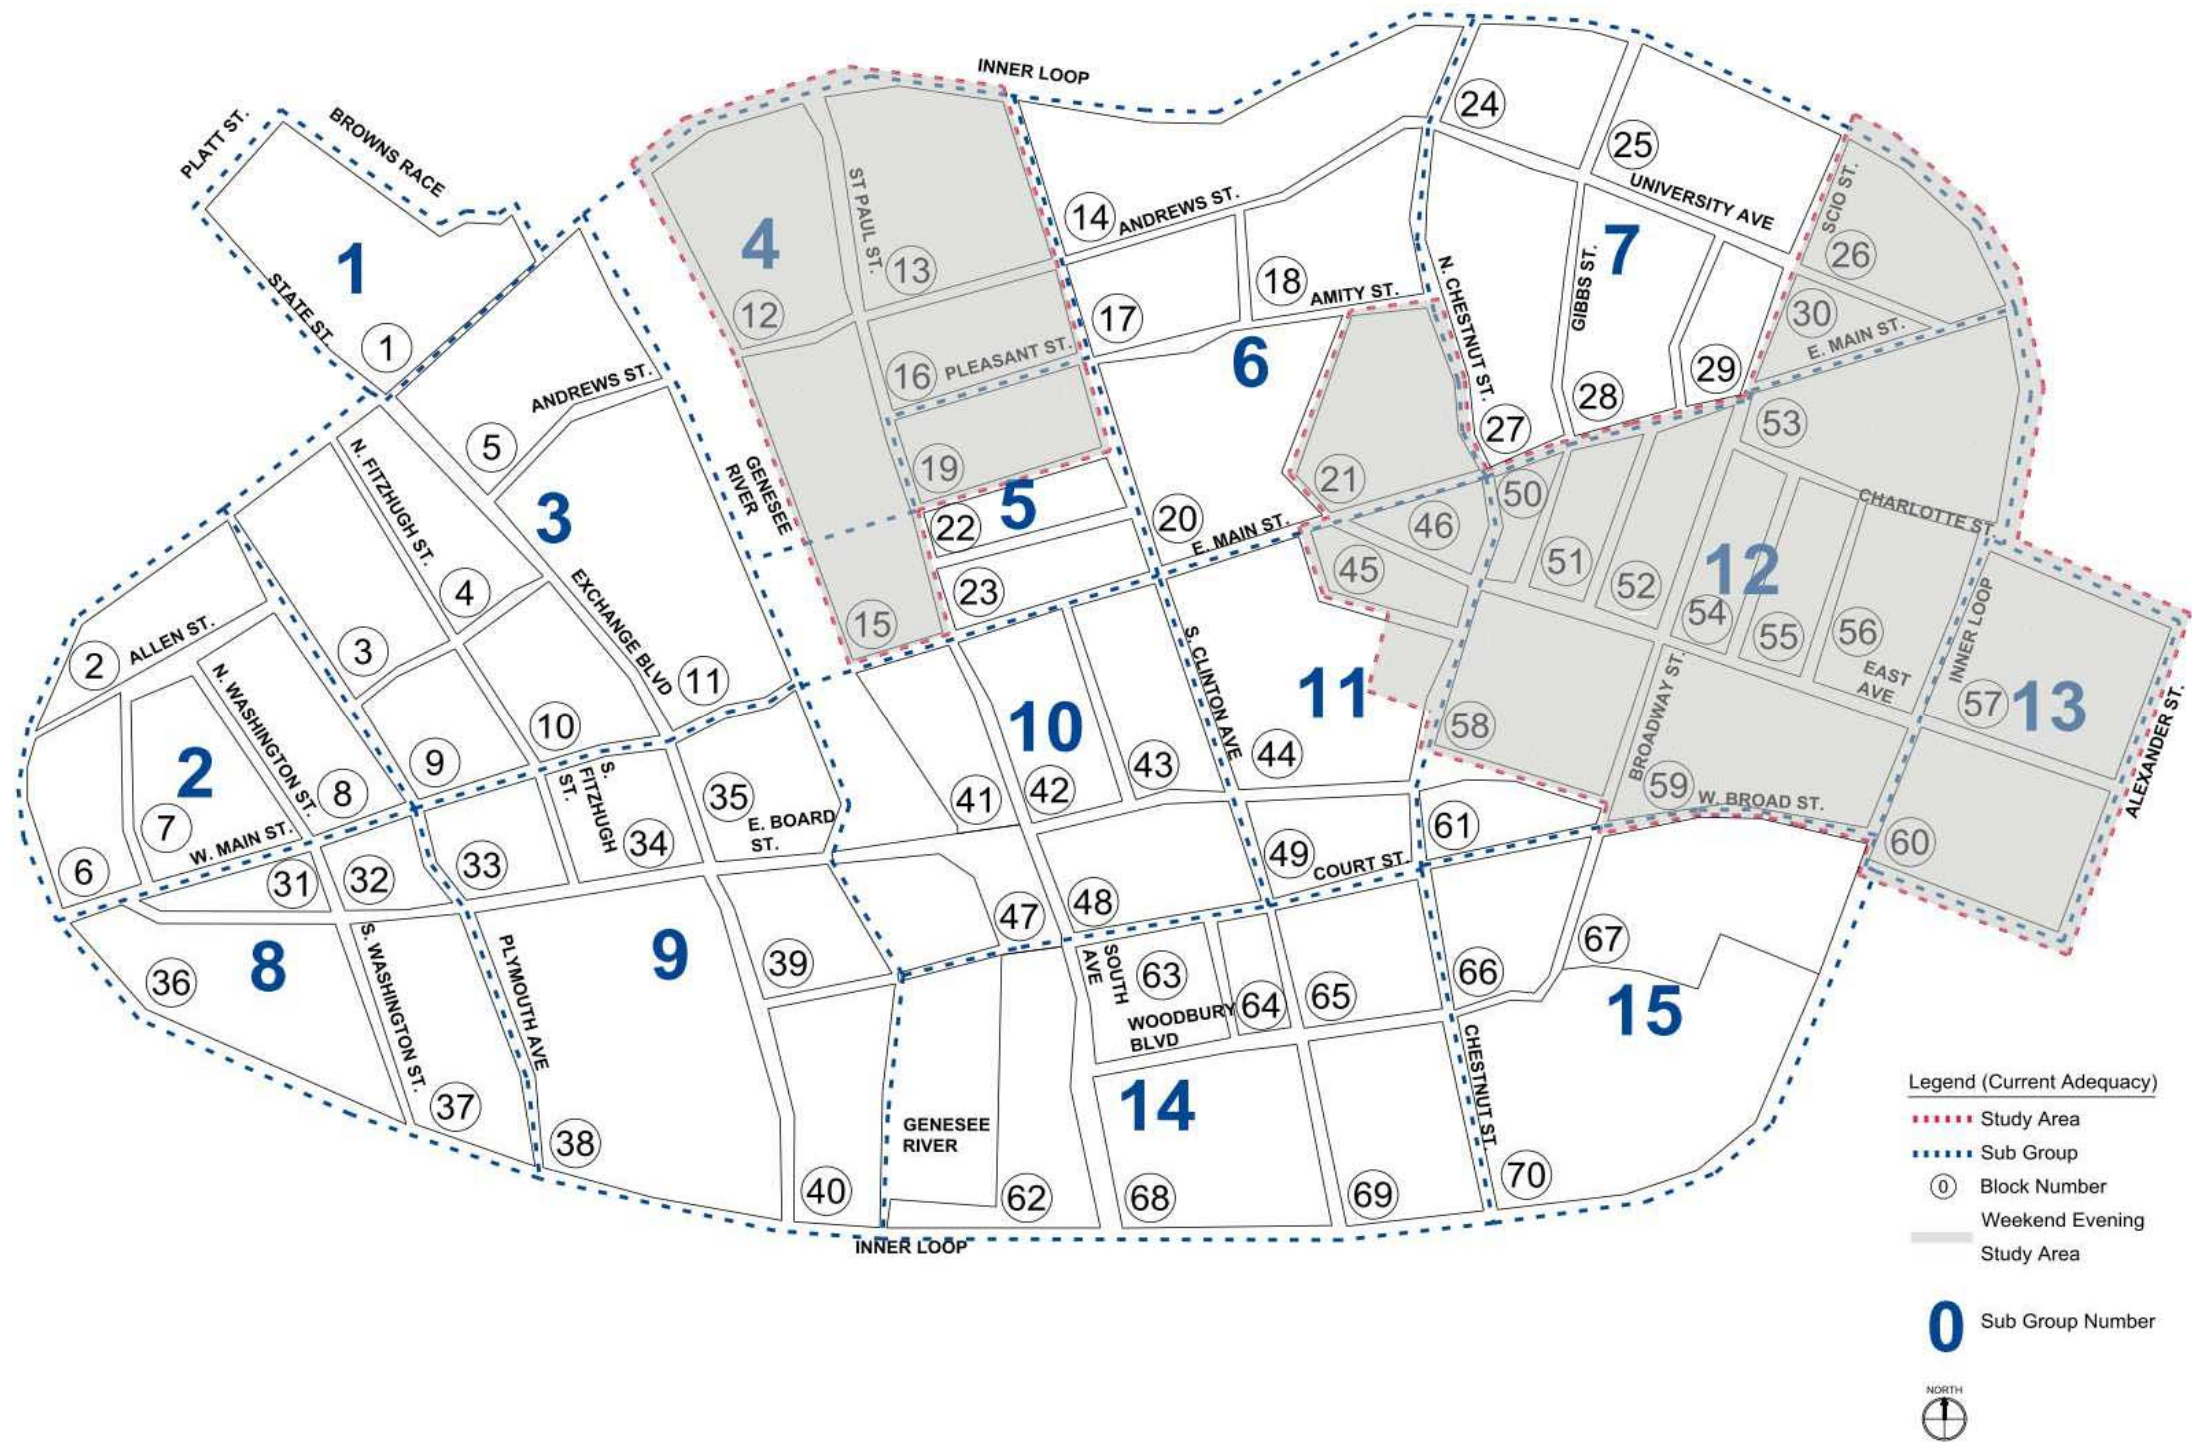 INNER LOOP
PLATT ST.
BROWNS RACE
STATE ST.
1
1
ST PAUL ST.
4
12
13
14
ANDREWS ST.
24
25
UNIVERSITY AVE
SCIO ST.
26
7
GIBBS ST.
N. CHESTNUT ST.
18
AMITY ST.
17
30
E. MAIN ST.
6
16
PLEASANT ST.
29
28
27
ANDREWS ST.
5
N. FITZHUGH ST.
3
GENESEE
RIVER
19
5
22
20
E. MAIN ST.
21
46
50
53
CHARLOTTE ST.
45
51
52
12
54
55
56
EAST
AVE
INNER LOOP
57
13
ALEXANDER ST.
4
EXCHANGE BLVD
23
15
2
ALLEN ST.
3
11
N. WASHINGTON ST.
10
9
8
2
7
W. MAIN ST.
6
S. CLINTON AVE
11
10
44
43
42
41
58
BROADWAY ST.
59
W. BROAD ST.
60
61
S.
FITZHUGH
ST.
35
E. BOARD
ST.
34
33
32
31
49
COURT ST.
48
47
8
36
S. WASHINGTON ST.
37
PLYMOUTH AVE
38
9
39
40
GENESEE
RIVER
62
SOUTH
AVE
63
WOODBURY
BLVD
64
65
66
67
15
14
68
69
CHESTNUT ST.
70
INNER LOOP
Legend (Current Adequacy)
Study Area
Sub Group
0
Block Number
Weekend Evening
Study Area
0
Sub Group Number
NORTH